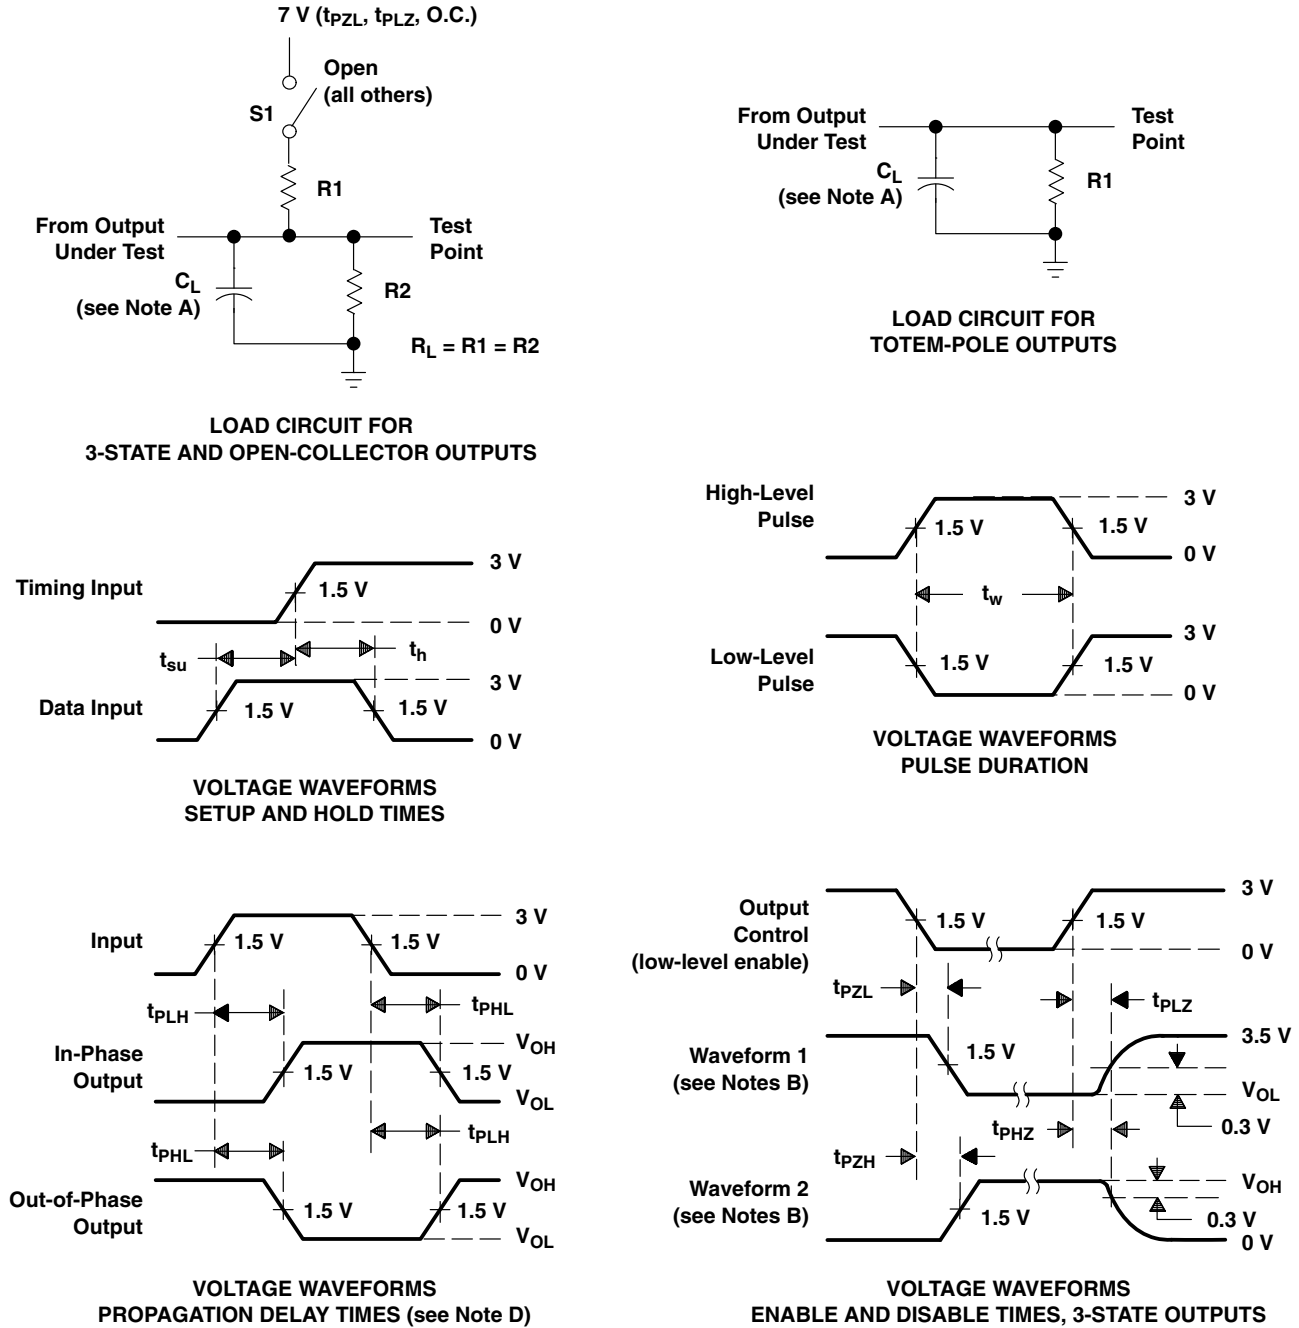 7 V (tPZL, tPLZ, O.C.)
Open
(all others)
S1
R1
From Output
Under Test
Test
Point
CL
(see Note A)
R2
RL = R1 = R2
LOAD CIRCUIT FOR
3-STATE AND OPEN-COLLECTOR OUTPUTS
From Output
Under Test
Test
Point
CL
(see Note A)
R1
LOAD CIRCUIT FOR
TOTEM-POLE OUTPUTS
Timing Input
1.5 V
3 V
0 V
tsu
th
Data Input
1.5 V
1.5 V
3 V
0 V
VOLTAGE WAVEFORMS
SETUP AND HOLD TIMES
High-Level
Pulse
1.5 V
1.5 V
3 V
0 V
tw
Low-Level
Pulse
1.5 V
1.5 V
3 V
0 V
VOLTAGE WAVEFORMS
PULSE DURATION
Input
1.5 V
1.5 V
3 V
0 V
tPLH
tPHL
In-Phase
Output
1.5 V
1.5 V
VOH
VOL
tPHL
tPLH
Out-of-Phase
Output
1.5 V
1.5 V
VOH
VOL
VOLTAGE WAVEFORMS
PROPAGATION DELAY TIMES (see Note D)
Output
Control
(low-level enable)
1.5 V
1.5 V
3 V
0 V
tPZL
tPLZ
Waveform 1
(see Notes B)
1.5 V
3.5 V
VOL
0.3 V
tPHZ
tPZH
Waveform 2
(see Notes B)
1.5 V
VOH
0.3 V
0 V
VOLTAGE WAVEFORMS
ENABLE AND DISABLE TIMES, 3-STATE OUTPUTS